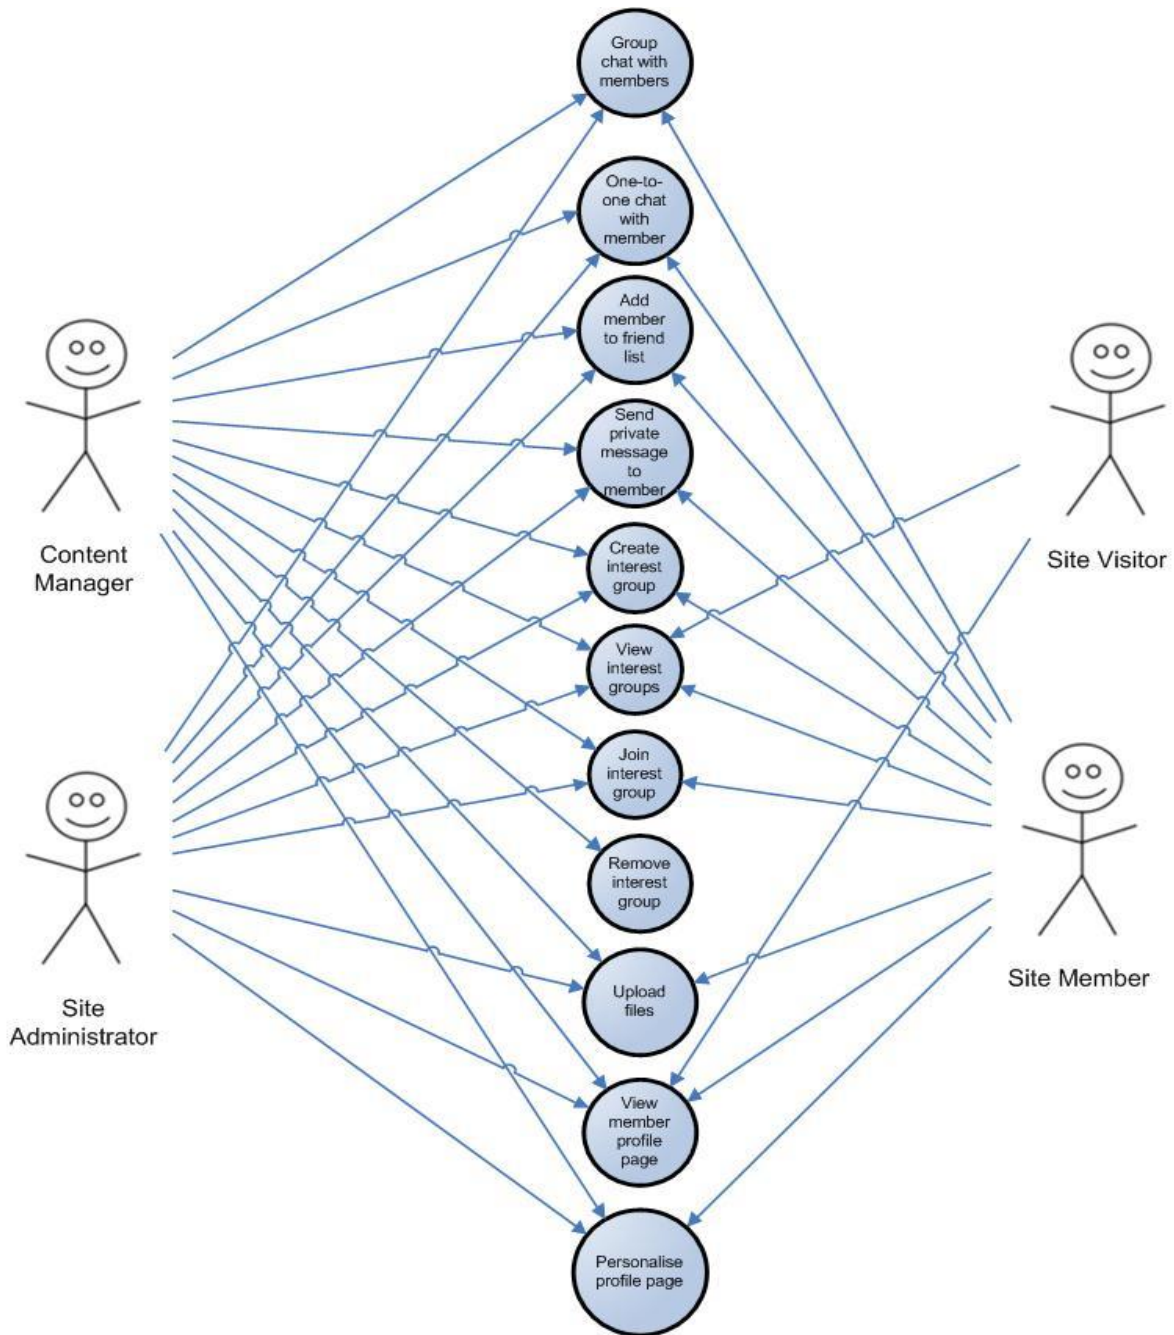 Group
chat with
members
One-to-
one chat
with
member
Add
member
to friend
list
Send
private
message
to
member
Create
interest
group
View
interest
groups
Join
interest
group
Remove
interest
group
Upload
files
View
member
profile
page
Personalise
profile page
Content
Manager
Site
Administrator
Site Visitor
Site Member